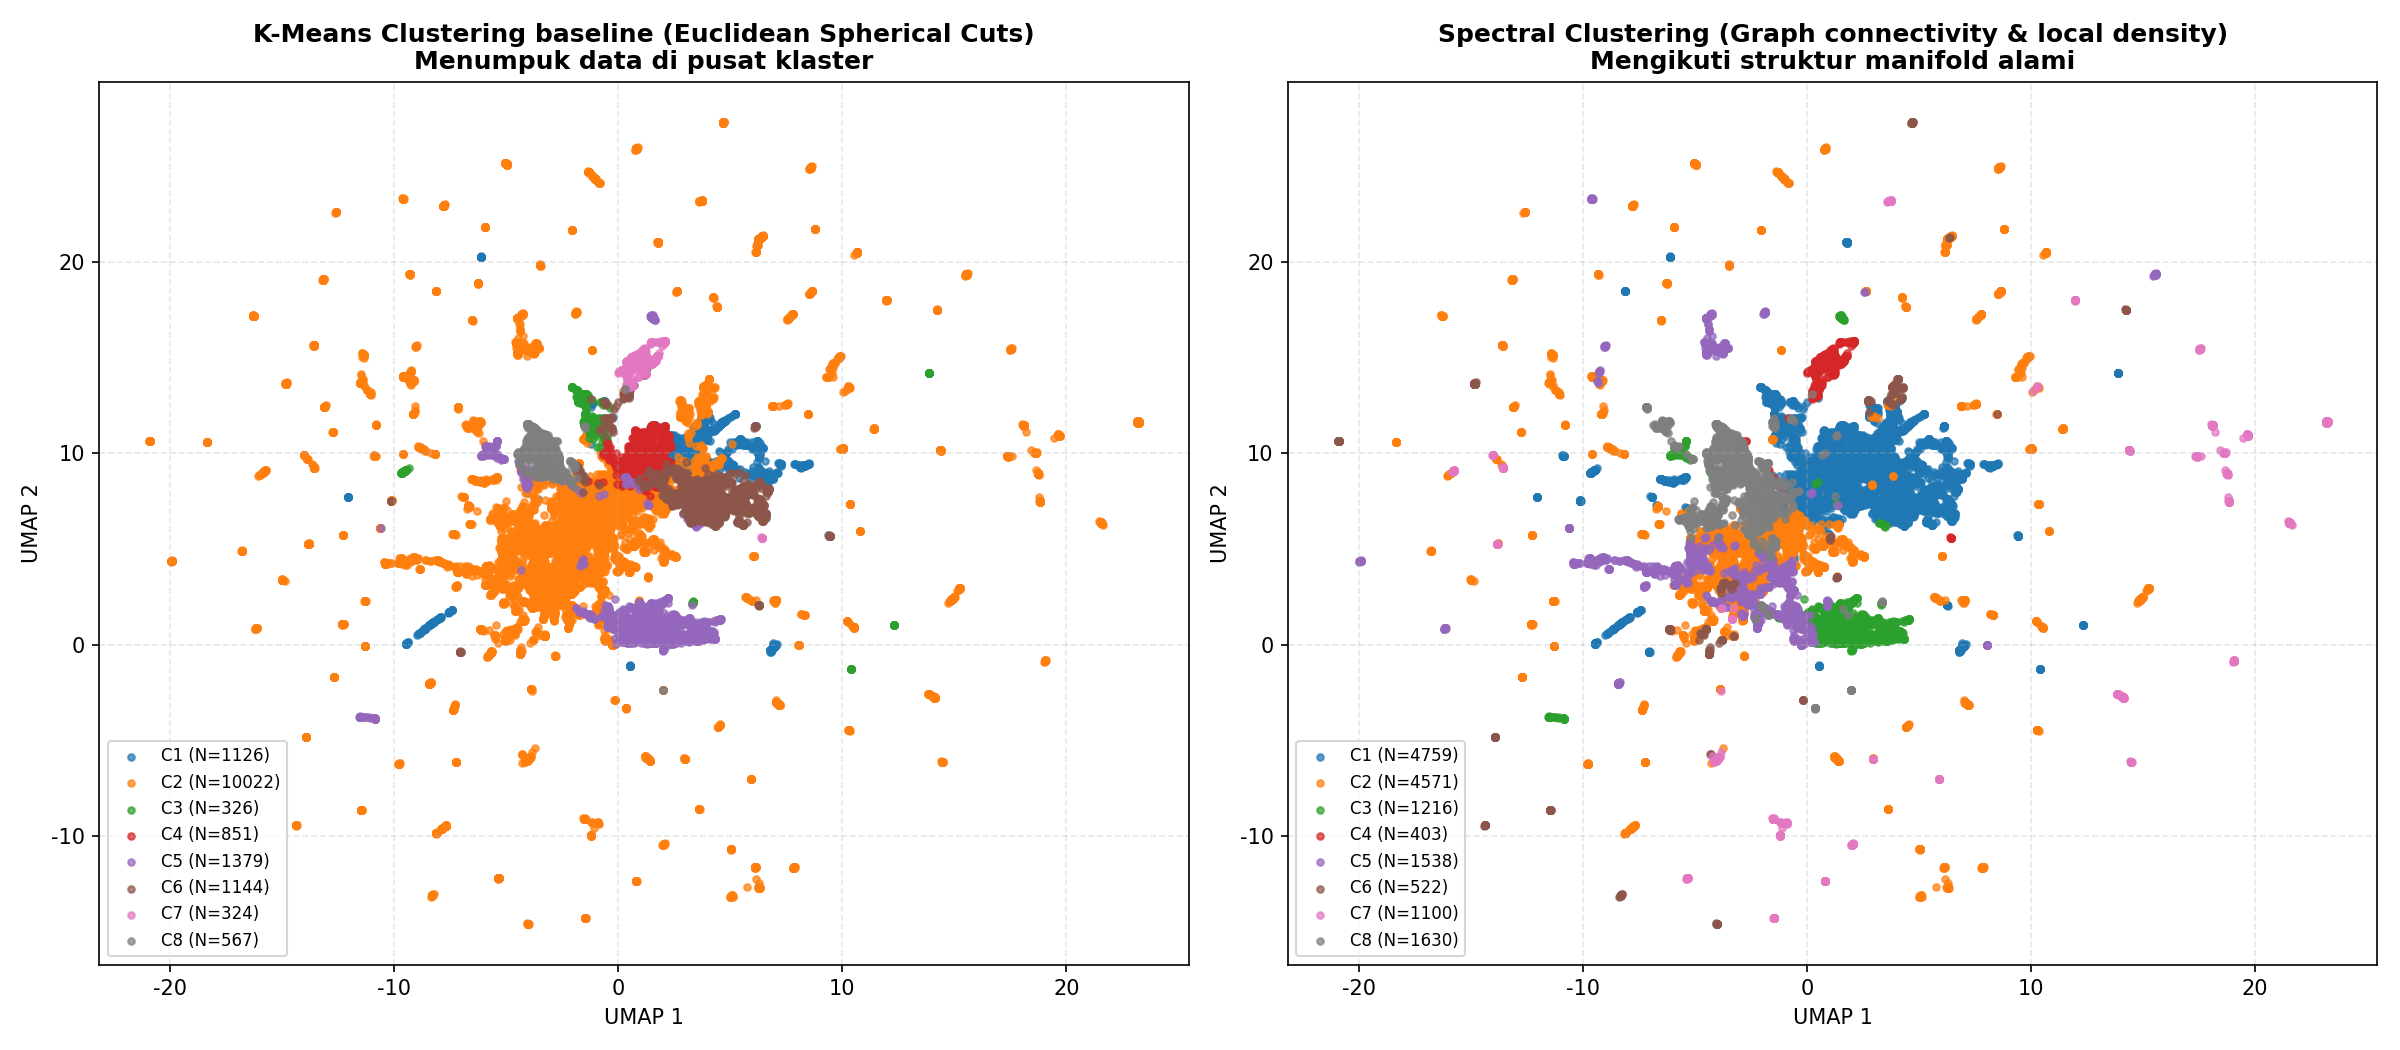 K-Means Clustering baseline (Euclidean Spherical Cuts)
Menumpuk data di pusat klaster
UMAP 2
20
10
0
-10
-20
-10
0
10
20
UMAP 1
C1 (N=1126)
C2 (N=10022)
C3 (N=326)
C4 (N=851)
C5 (N=1379)
C6 (N=1144)
C7 (N=324)
C8 (N=567)
Spectral Clustering (Graph connectivity & local density)
Mengikuti struktur manifold alami
UMAP 2
20
10
0
-10
-20
-10
0
10
20
UMAP 1
C1 (N=4759)
C2 (N=4571)
C3 (N=1216)
C4 (N=403)
C5 (N=1538)
C6 (N=522)
C7 (N=1100)
C8 (N=1630)